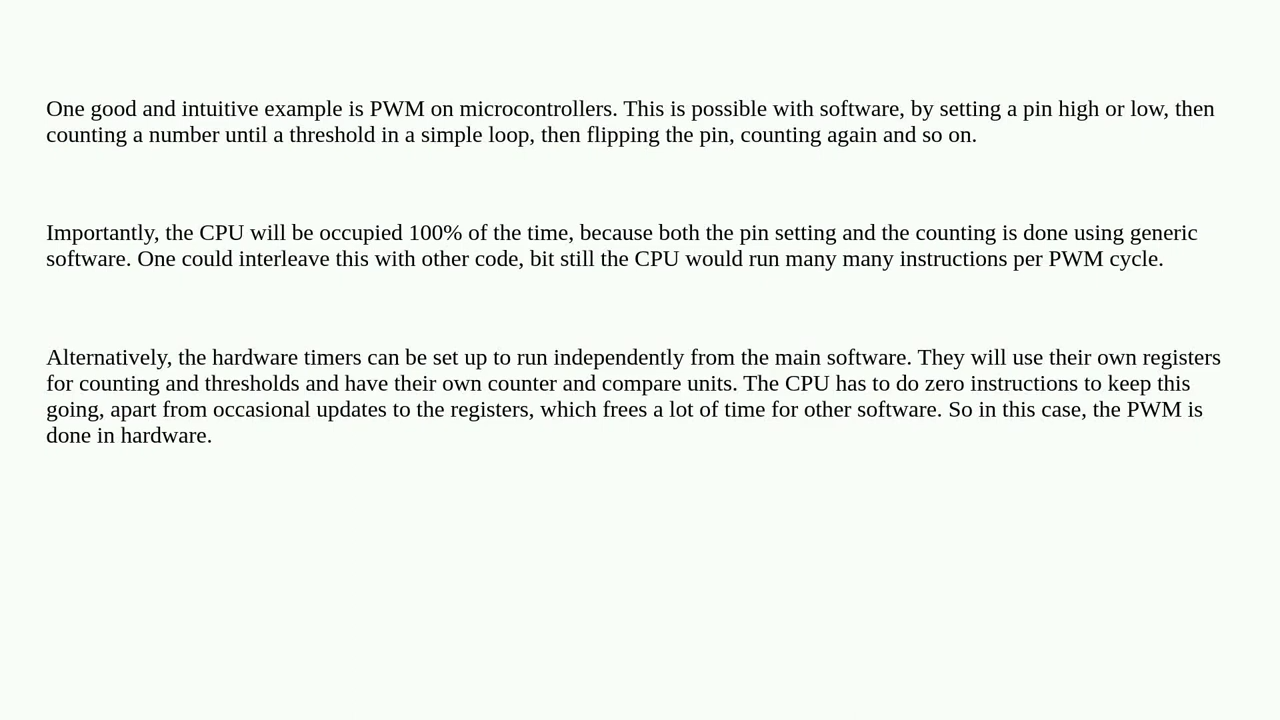 One good and intuitive example is PWM on microcontrollers. This is possible with software, by setting a pin high or low, then
counting a number until a threshold in a simple loop, then flipping the pin, counting again and so on.
Importantly, the CPU will be occupied 100% of the time, because both the pin setting and the counting is done using generic
software. One could interleave this with other code, bit still the CPU would run many many instructions per PWM cycle.
Alternatively, the hardware timers can be set up to run independently from the main software. They will use their own registers
for counting and thresholds and have their own counter and compare units. The CPU has to do zero instructions to keep this
going, apart from occasional updates to the registers, which frees a lot of time for other software. So in this case, the PWM is
done in hardware.